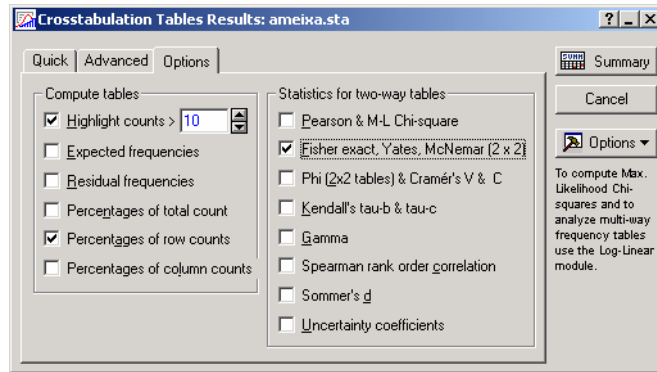 Crosstabulation Tables Results: ameixa.sta
Quick
Advanced
Options
Compute tables
Highlight counts > 10
Expected frequencies
Residual frequencies
Percentages of total count
Percentages of row counts
Percentages of column counts
Statistics for two-way tables
Pearson & M-L Chi-square
Fisher exact, Yates, McNemar (2 x 2)
Phi (2x2 tables) & Cramér's V & C
Kendall's tau-b & tau-c
Gamma
Spearman rank order correlation
Sommer's d
Uncertainty coefficients
Summary
Cancel
Options
To compute Max.
Likelihood Chi-
squares and to
analyze multi-way
frequency tables
use the Log-Linear
module.